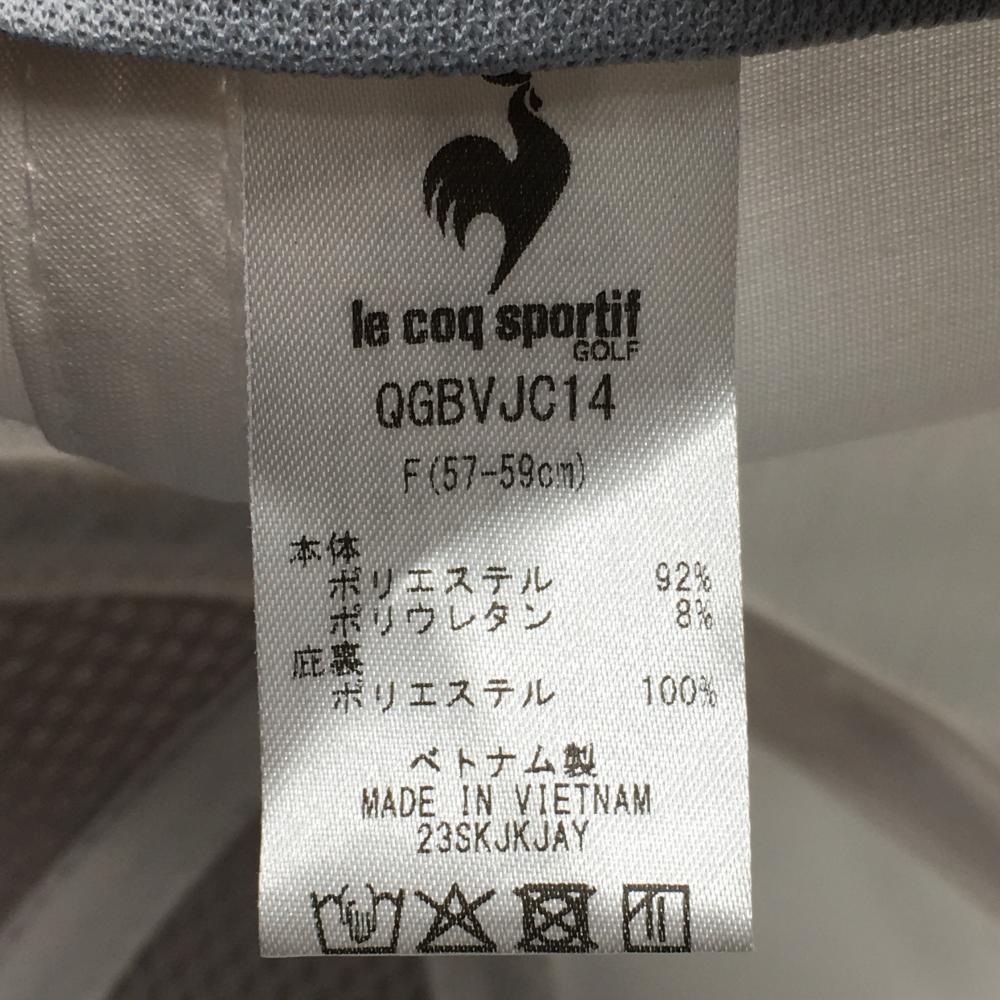 le coq sportif
GOLF
QGBVJC14
F(57-59cm)
本体
ポリエステル 92%
ポリウレタン 8%
庇裏
ポリエステル 100%
ベトナム製
MADE IN VIETNAM
23SKJKJAY